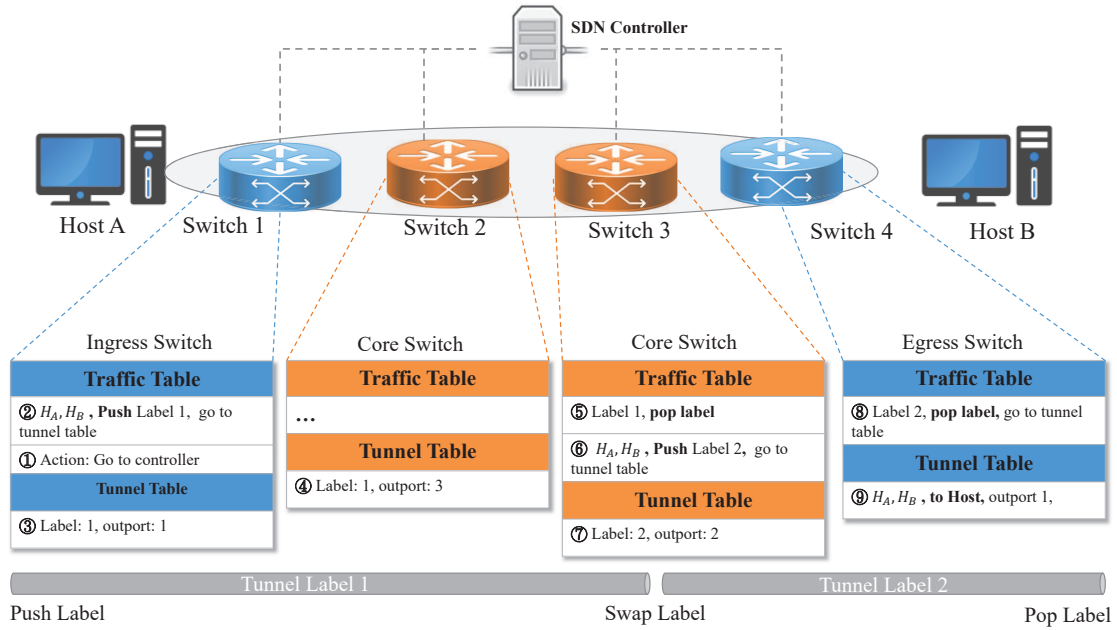 SDN Controller
Host A
Switch 1
Switch 2
Switch 3
Switch 4
Host B
Ingress Switch
Traffic Table
② H_A, H_B , Push Label 1, go to
tunnel table
① Action: Go to controller
Tunnel Table
③ Label: 1, outport: 1
Core Switch
Traffic Table
...
Tunnel Table
④ Label: 1, outport: 3
Core Switch
Traffic Table
⑤ Label 1, pop label
⑥ H_A, H_B , Push Label 2, go to
tunnel table
Tunnel Table
⑦ Label: 2, outport: 2
Egress Switch
Traffic Table
⑧ Label 2, pop label, go to tunnel
table
Tunnel Table
⑨ H_A, H_B , to Host, outport 1,
Tunnel Label 1
Tunnel Label 2
Push Label
Swap Label
Pop Label